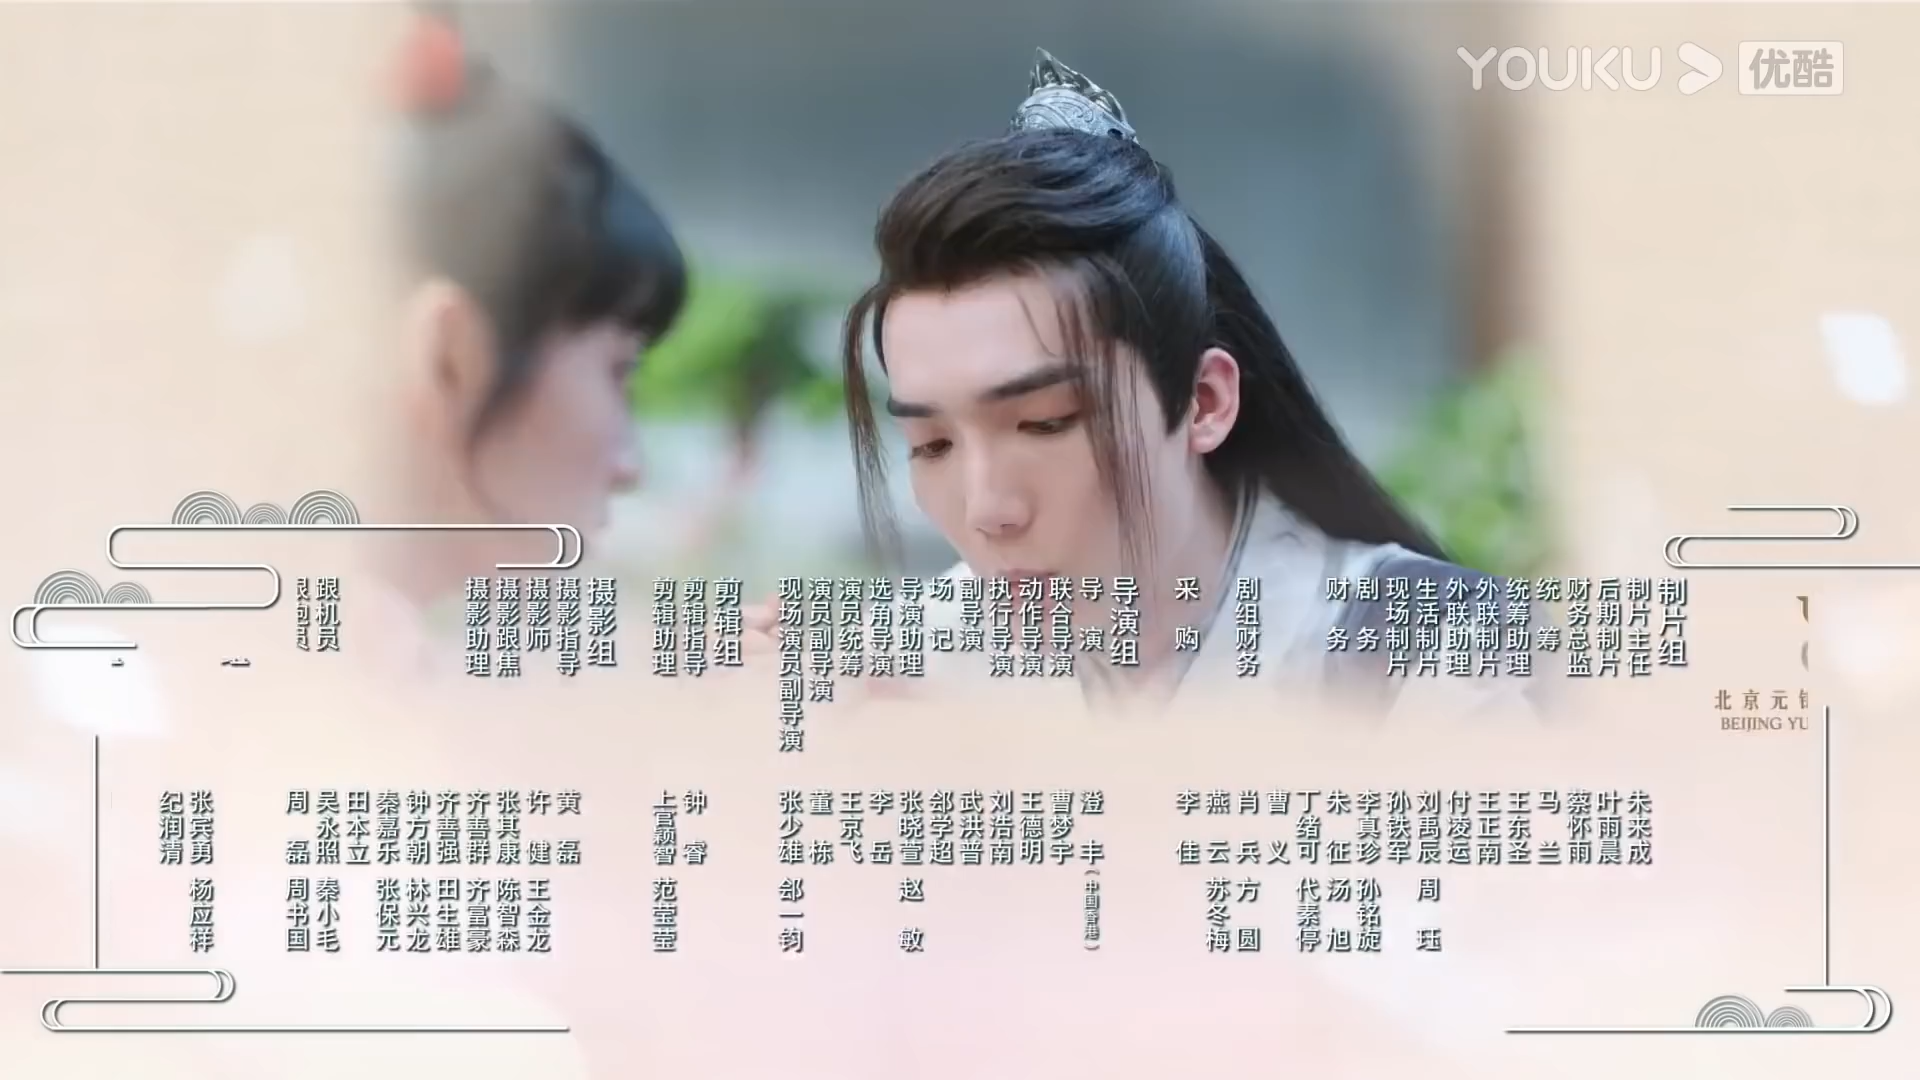 YOUKU 优酷
北京元
BEIJING YU
制片组
制片主任 朱来成
后期制片 叶雨晨
财务总监 蔡怀雨
统筹 马兰
统筹助理 王东圣
外联制片 王正南
外联助理 付凌运
生活制片 刘禹辰 周珏
现场制片 孙铁军
剧务 李真珍 孙铭旋
财务 朱征 汤旭
丁绪可 代素停
曹义
剧组财务 肖兵 方圆
燕云 苏冬梅
采购 李佳
导演组
导演 澄丰（中国香港）
联合导演 曹梦宇
动作导演 王德明
执行导演 刘浩南
副导演 武洪普
场记 郐学超
导演助理 张晓萱 赵敏
选角导演 李岳
演员统筹 王京飞
演员副导演 董栋
现场演员副导演 张少雄 郐一钧
剪辑组
剪辑指导 钟睿
剪辑助理 上官颖智 范莹莹
摄影组
摄影指导 黄磊
摄影师 许健 王金龙
摄影跟焦 张其康 陈智森
摄影助理 齐善群 齐富豪
齐善强 田生雄
钟方朝 林兴龙
秦嘉乐 张保元
田本立
跟机员 吴永照 秦小毛
周磊 周书国
张宾勇 杨应祥
纪润清